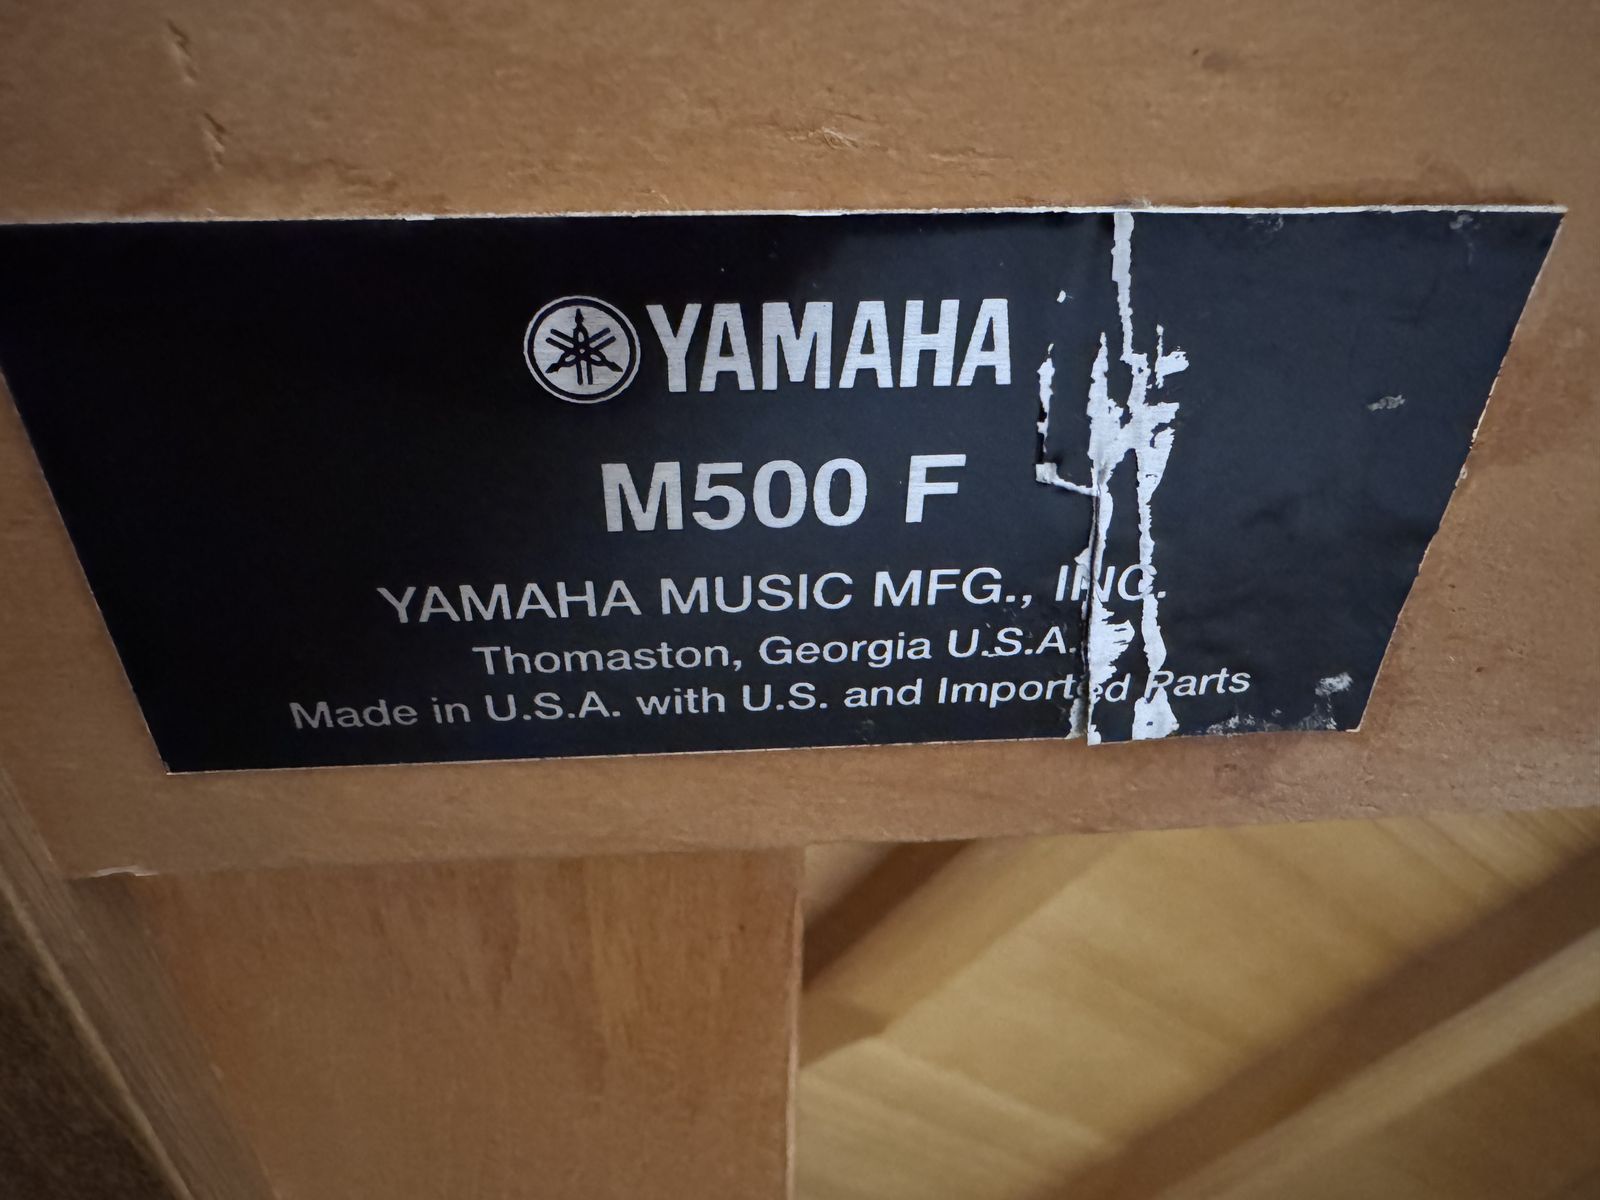 YAMAHA
M500 F
YAMAHA MUSIC MFG., INC.
Thomaston, Georgia U.S.A.
Made in U.S.A. with U.S. and Imported Parts